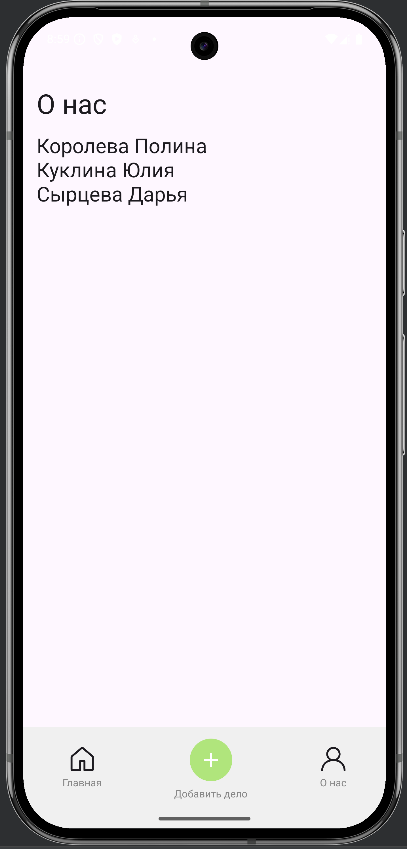 О нас
Королева Полина
Куклина Юлия
Сырцева Дарья
Главная
Добавить дело
О нас